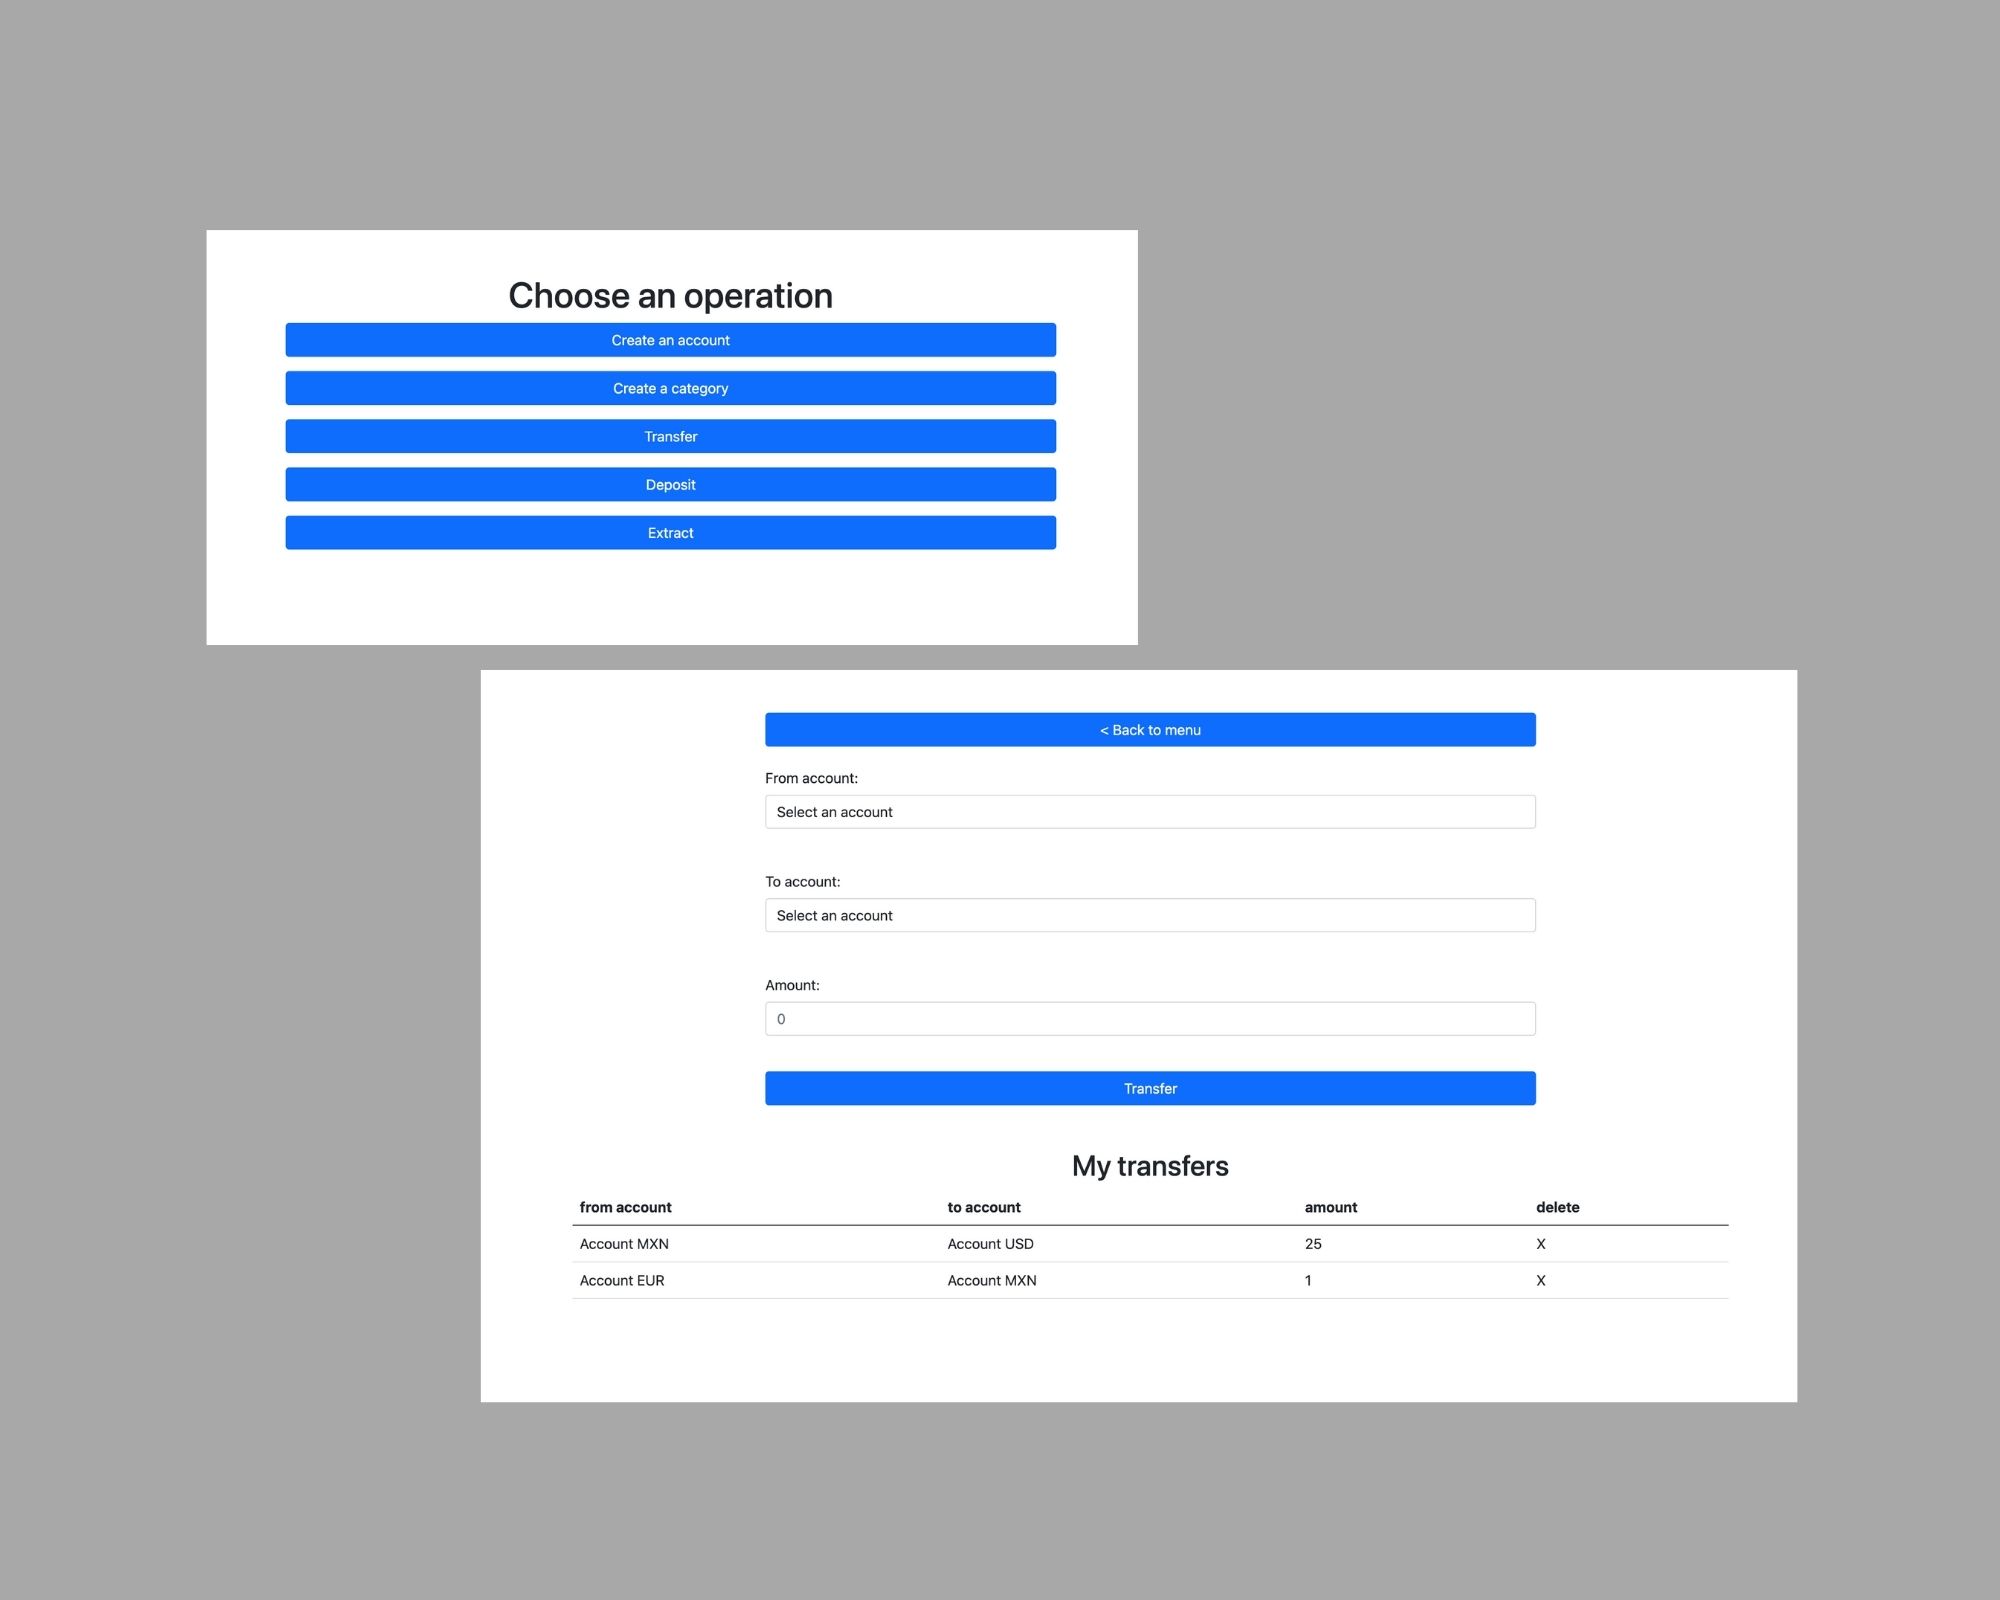 Choose an operation
Create an account
Create a category
Transfer
Deposit
Extract
< Back to menu
From account:
Select an account
To account:
Select an account
Amount:
0
Transfer
My transfers
from account to account amount delete
Account MXN Account USD 25 X
Account EUR Account MXN 1 X